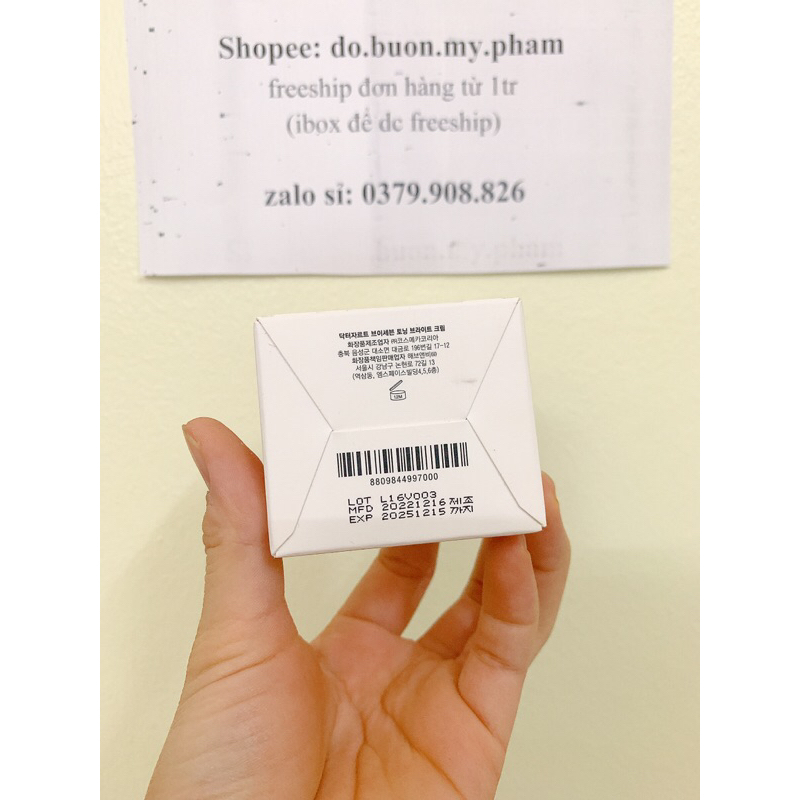 Shopee: do.buon.my.pham
freeship đơn hàng từ 1tr
(ibox để dc freeship)
zalo sỉ: 0379.908.826
닥터자르트 브이세븐 토닝 브라이트 크림
화장품제조업자 ㈜코스메카코리아
충북 음성군 대소면 대금로 196번길 17-12
화장품책임판매업자 해브앤비㈜
서울시 강남구 논현로 72길 13
(역삼동, 엠스페이스빌딩4,5,6층)
12M
8809844997000
LOT L16V003
MFD 20221216 제조
EXP 20251215 까지